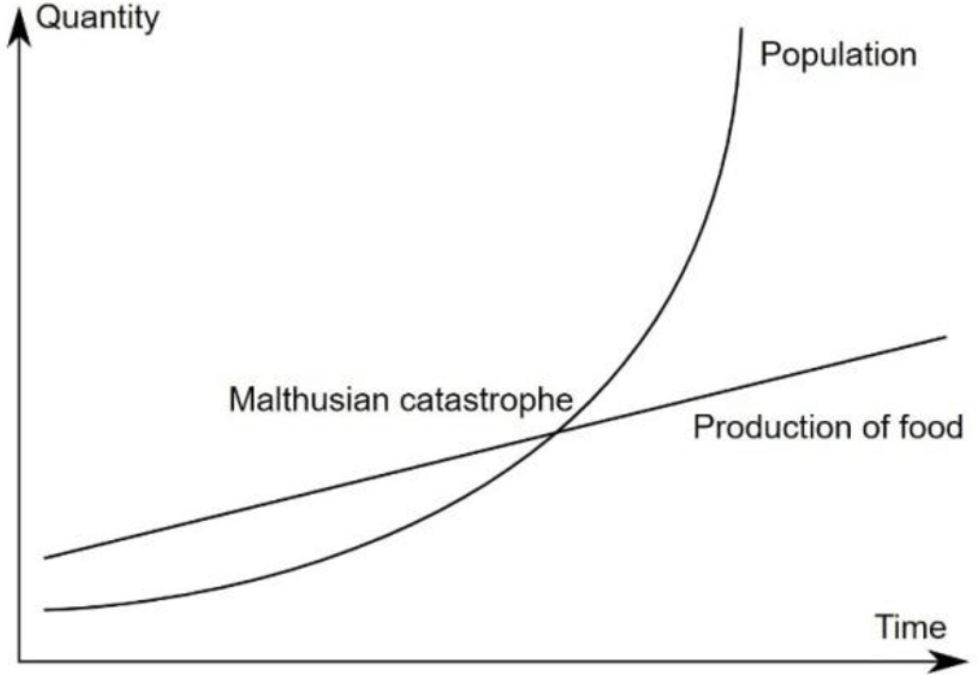 Quantity
Population
Malthusian catastrophe
Production of food
Time